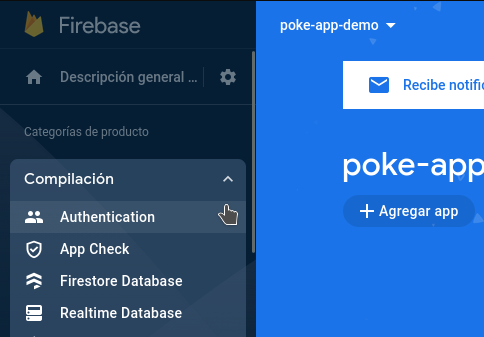 Firebase
Descripción general ...
Categorías de producto
Compilación
Authentication
App Check
Firestore Database
Realtime Database
poke-app-demo
Recibe notific
poke-app
Agregar app